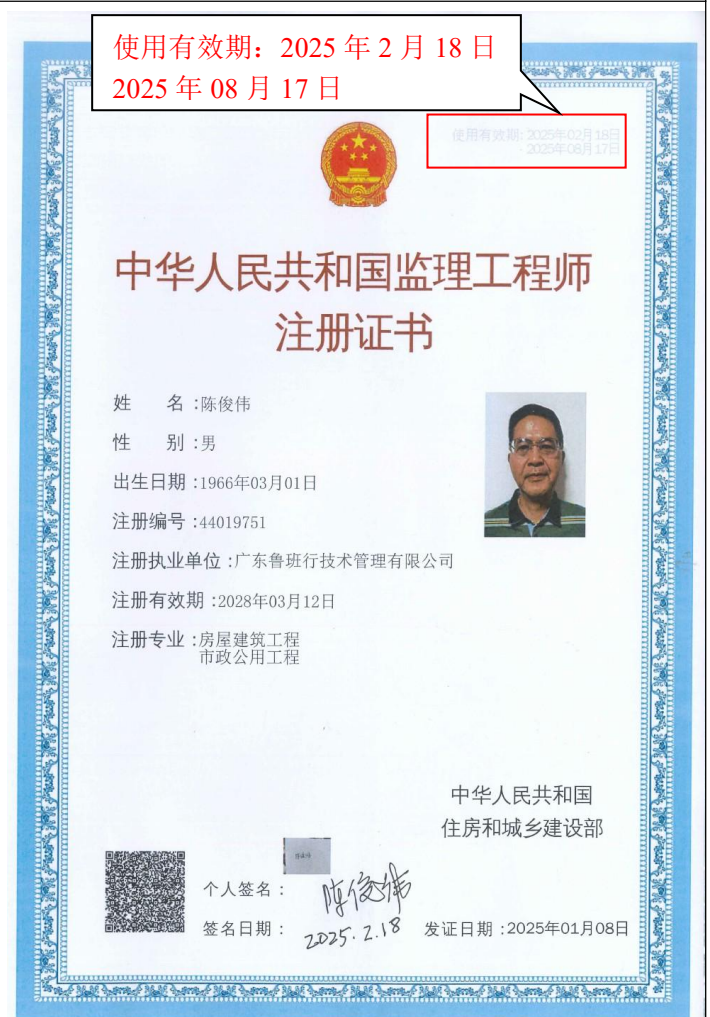 使用有效期：2025 年 2 月 18 日
2025 年 08 月 17 日
使用有效期: 2025年02月18日
- 2025年08月17日
中华人民共和国监理工程师
注册证书
姓 名 :陈俊伟
性 别 :男
出生日期 :1966年03月01日
注册编号 :44019751
注册执业单位 :广东鲁班行技术管理有限公司
注册有效期 :2028年03月12日
注册专业 :房屋建筑工程
市政公用工程
中华人民共和国
住房和城乡建设部
个人签名 : 陈俊伟
签名日期 : 2025.2.18
发证日期 :2025年01月08日